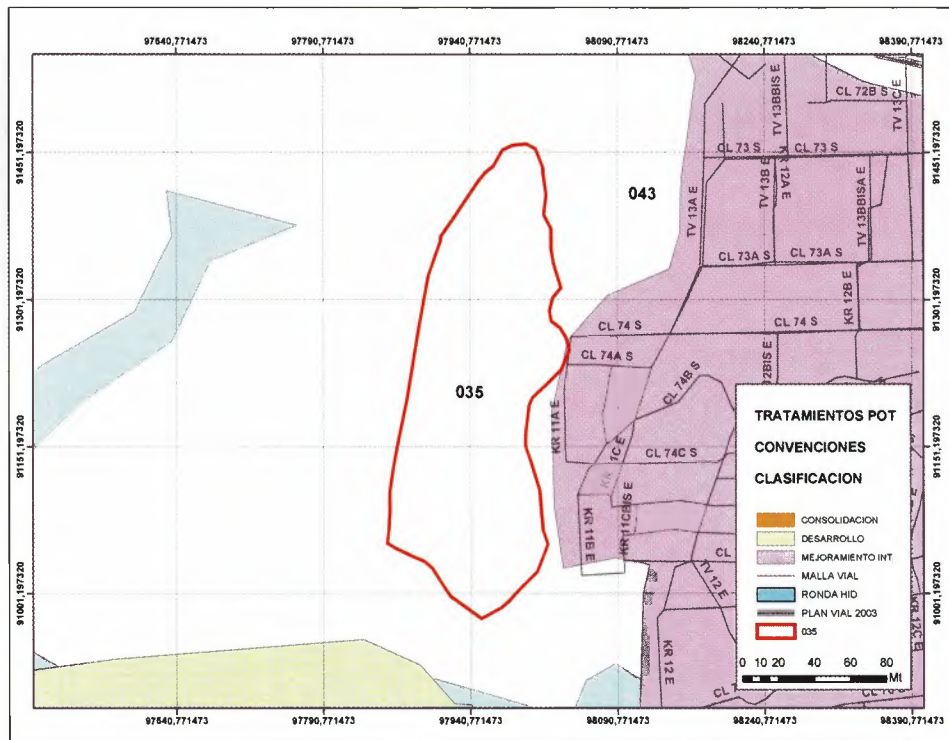 97640,771473 97790,771473 97940,771473 98090,771473 98240,771473 98390,771473
CL 72B S
TV 13BBIS E
TV 13C E
91451,197320
91451,197320
CL 73 S
CL 73 S
043
TV 13A E
TV 13B E
KR 12A E
TV 13BBISA E
CL 73A S
CL 73A S
91301,197320
91301,197320
KR 12B E
CL 74 S
CL 74 S
CL 74A S
12BIS E
035
CL 74B S
KR 11A E
91151,197320
91151,197320
CL 74C S
KR 11B E
KR 11CBIS E
CL
TV 12 E
91001,197320
91001,197320
KR 12 E
KR 12C E
TRATAMIENTOS POT
CONVENCIONES
CLASIFICACION
CONSOLIDACION
DESARROLLO
MEJORAMIENTO INT.
MALLA VIAL
RONDA HID
PLAN VIAL 2003
035
0 10 20 40 60 80
Mt
97640,771473 97790,771473 97940,771473 98090,771473 98240,771473 98390,771473